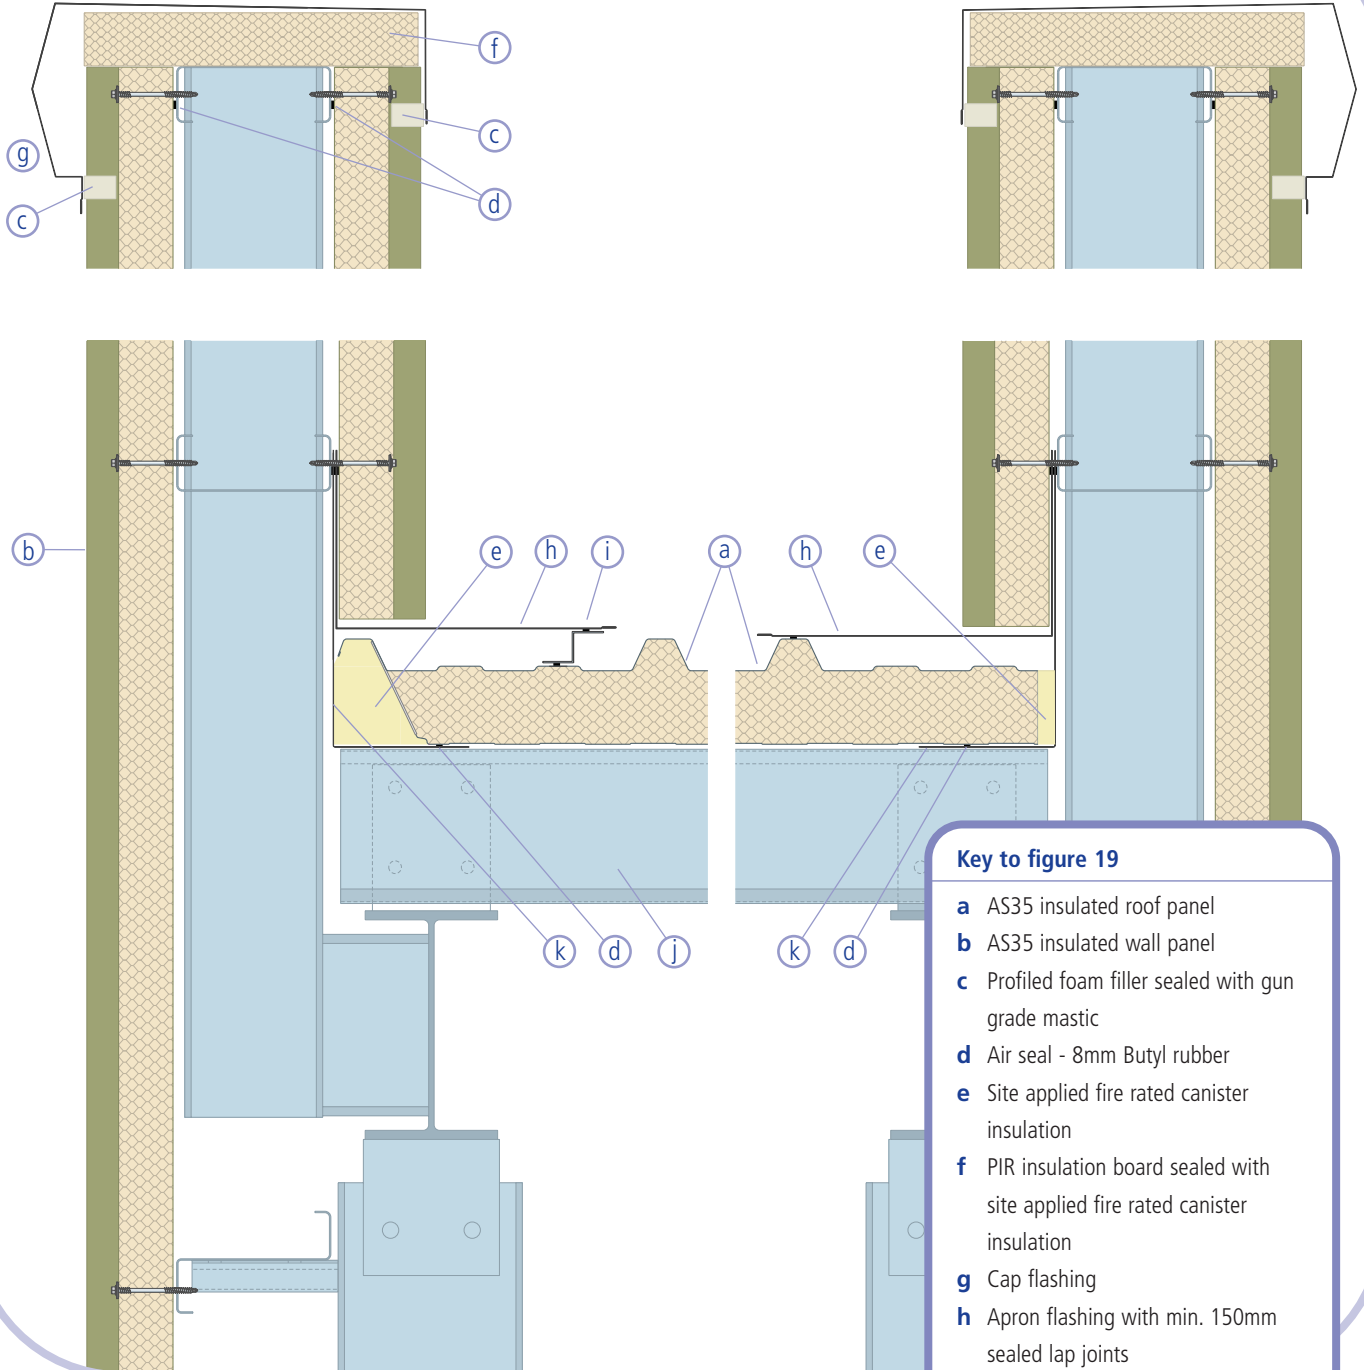 f
c
g
d
c
b
e
h
i
a
h
e
k
d
j
k
d
Key to figure 19
a AS35 insulated roof panel
b AS35 insulated wall panel
c Profiled foam filler sealed with gun
grade mastic
d Air seal - 8mm Butyl rubber
e Site applied fire rated canister
insulation
f PIR insulation board sealed with
site applied fire rated canister
insulation
g Cap flashing
h Apron flashing with min. 150mm
sealed lap joints